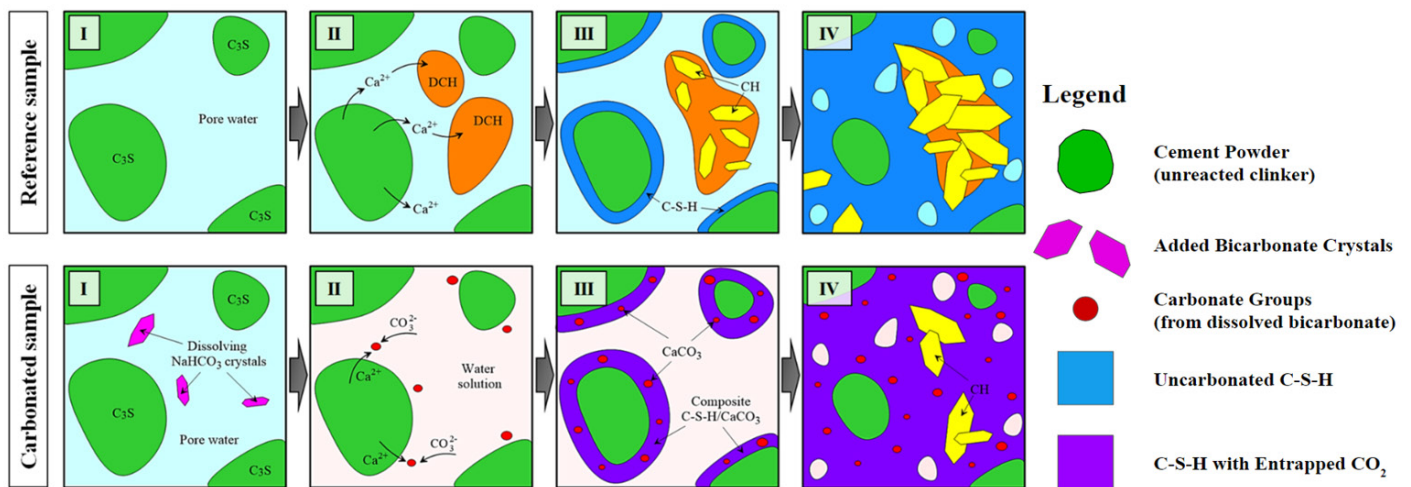 Reference sample
I
C₃S
Pore water
C₃S
C₃S
II
Ca²⁺
DCH
Ca²⁺
DCH
Ca²⁺
III
CH
C-S-H
IV
Carbonated sample
I
C₃S
Dissolving
NaHCO₃ crystals
C₃S
Pore water
C₃S
II
CO₃²⁻
Ca²⁺
Water
solution
Ca²⁺
CO₃²⁻
III
CaCO₃
Composite
C-S-H/CaCO₃
IV
CH
Legend
Cement Powder
(unreacted clinker)
Added Bicarbonate Crystals
Carbonate Groups
(from dissolved bicarbonate)
Uncarbonated C-S-H
C-S-H with Entrapped CO₂